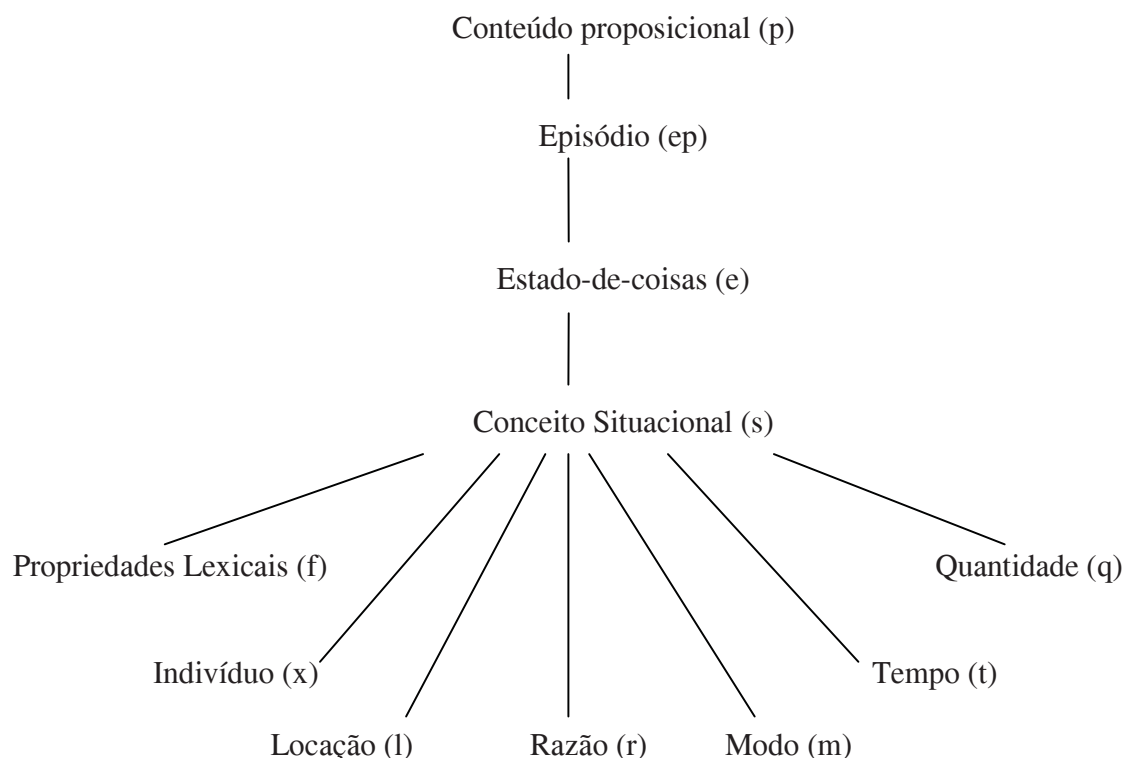 Conteúdo proposicional (p)
Episódio (ep)
Estado-de-coisas (e)
Conceito Situacional (s)
Propriedades Lexicais (f)
Quantidade (q)
Indivíduo (x)
Tempo (t)
Locação (l)
Razão (r)
Modo (m)